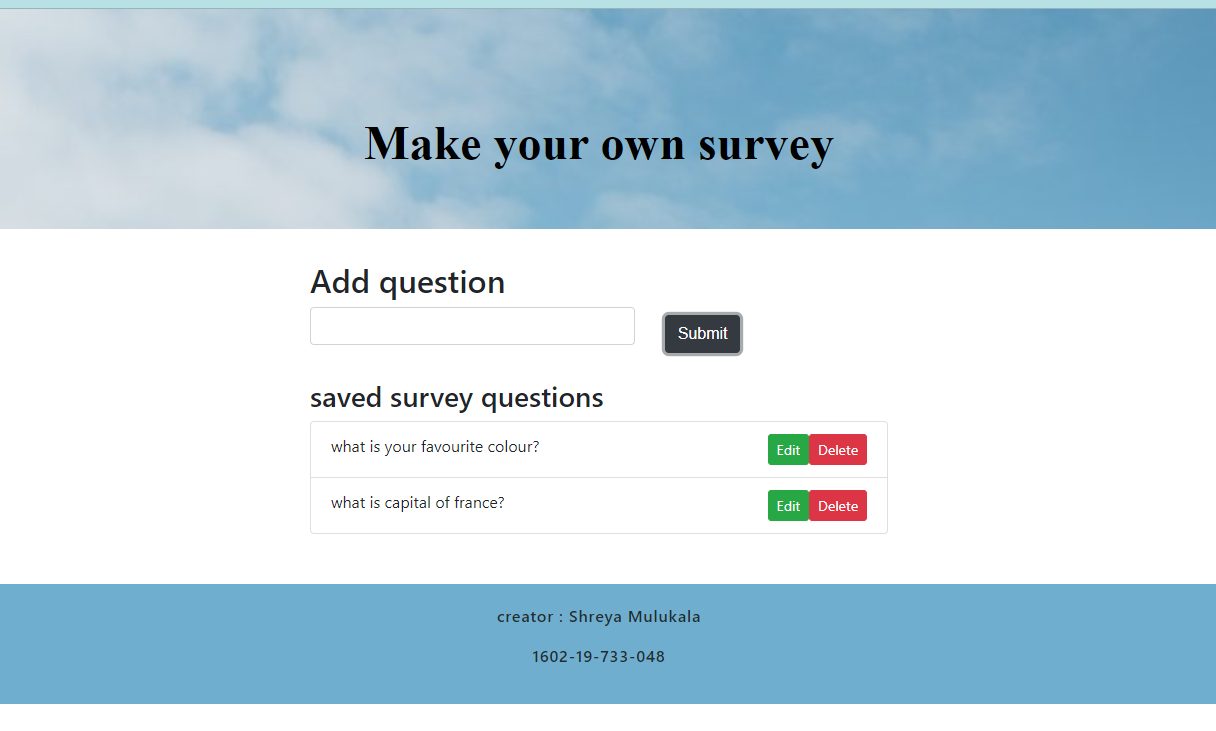 Make your own survey
Add question
Submit
saved survey questions
what is your favourite colour?
Edit Delete
what is capital of france?
Edit Delete
creator : Shreya Mulukala
1602-19-733-048